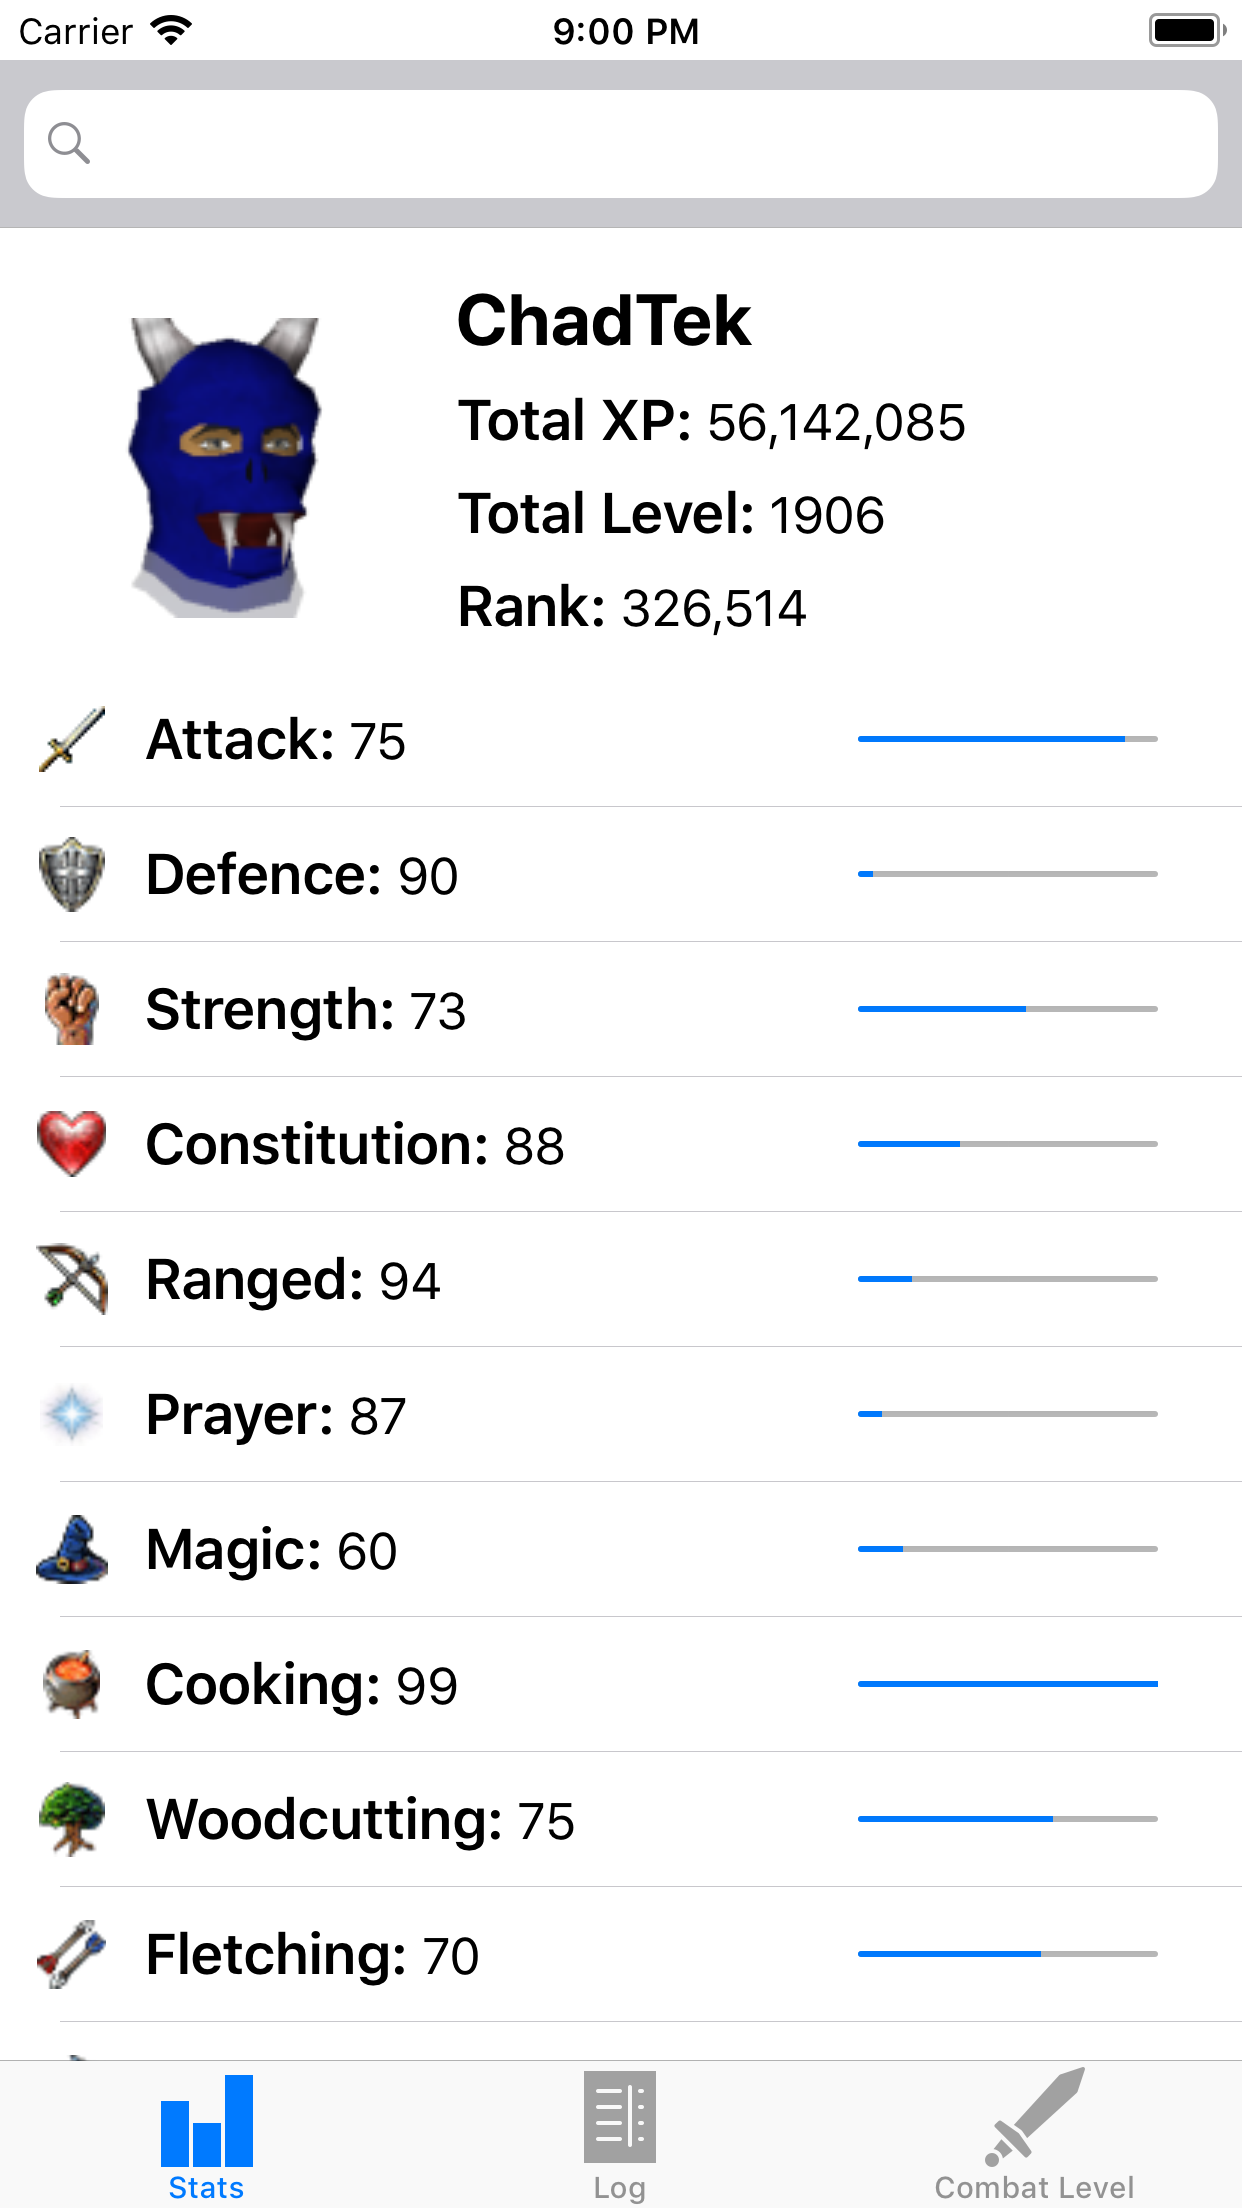 Carrier 9:00 PM
ChadTek
Total XP: 56,142,085
Total Level: 1906
Rank: 326,514
Attack: 75
Defence: 90
Strength: 73
Constitution: 88
Ranged: 94
Prayer: 87
Magic: 60
Cooking: 99
Woodcutting: 75
Fletching: 70
Stats Log Combat Level